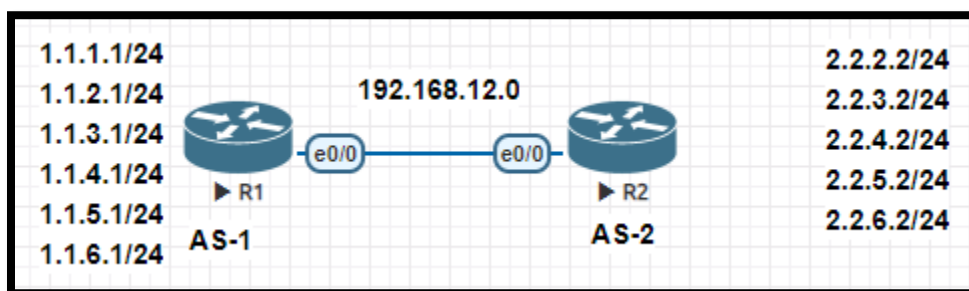 1.1.1.1/24
1.1.2.1/24
1.1.3.1/24
1.1.4.1/24
1.1.5.1/24
1.1.6.1/24
192.168.12.0
e0/0
e0/0
R1
R2
AS-1
AS-2
2.2.2.2/24
2.2.3.2/24
2.2.4.2/24
2.2.5.2/24
2.2.6.2/24